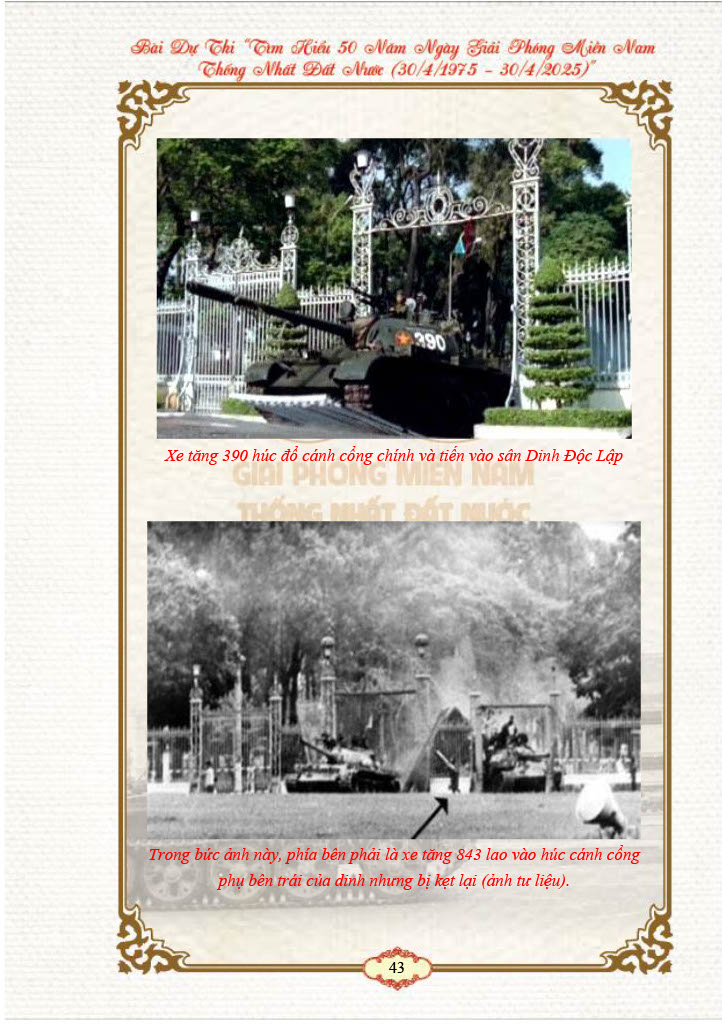 Bài Dự Thi "Tìm Hiểu 50 Năm Ngày Giải Phóng Miền Nam
Thống Nhất Đất Nước (30/4/1975 – 30/4/2025)"
390
Xe tăng 390 húc đổ cánh cổng chính và tiến vào sân Dinh Độc Lập
GIẢI PHÓNG MIỀN NAM
THỐNG NHẤT ĐẤT NƯỚC
Trong bức ảnh này, phía bên phải là xe tăng 843 lao vào húc cánh cổng
phụ bên trái của dinh nhưng bị kẹt lại (ảnh tư liệu).
43